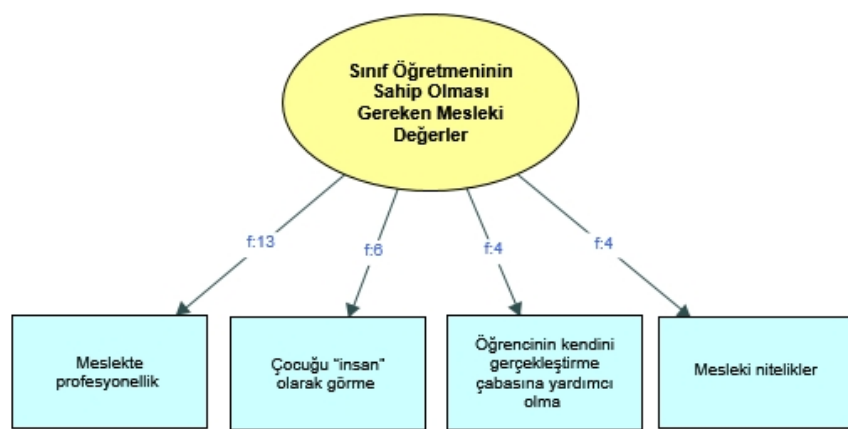 Sınıf Öğretmeninin
Sahip Olması
Gereken Mesleki
Değerler
f:13
f:6
f:4
f:4
Meslekte
profesyonellik
Çocuğu “insan”
olarak görme
Öğrencinin kendini
gerçekleştirme
çabasına yardımcı
olma
Mesleki nitelikler